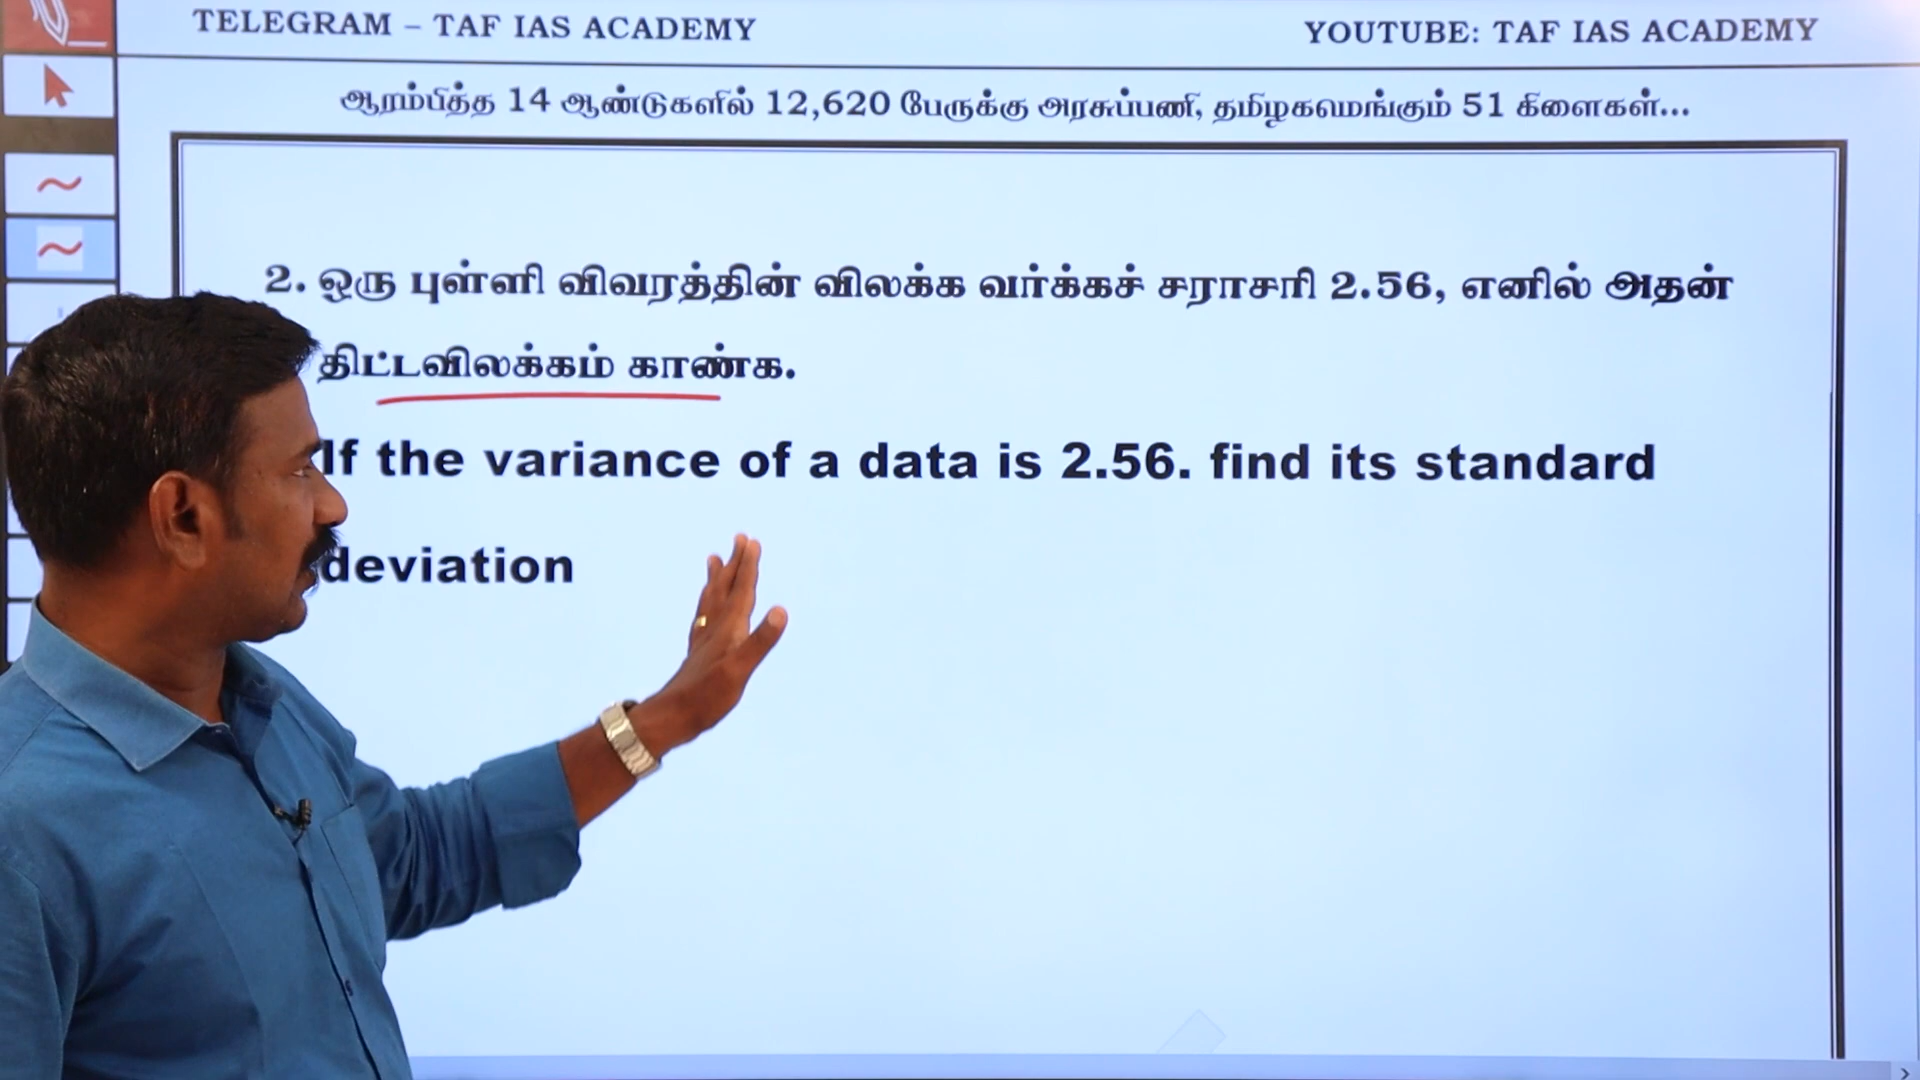 TELEGRAM – TAF IAS ACADEMY
YOUTUBE: TAF IAS ACADEMY
ஆரம்பித்த 14 ஆண்டுகளில் 12,620 பேருக்கு அரசுப்பணி, தமிழகமெங்கும் 51 கிளைகள்...
2. ஒரு புள்ளி விவரத்தின் விலக்க வர்க்கச் சராசரி 2.56, எனில் அதன்
திட்டவிலக்கம் காண்க.
If the variance of a data is 2.56. find its standard
deviation